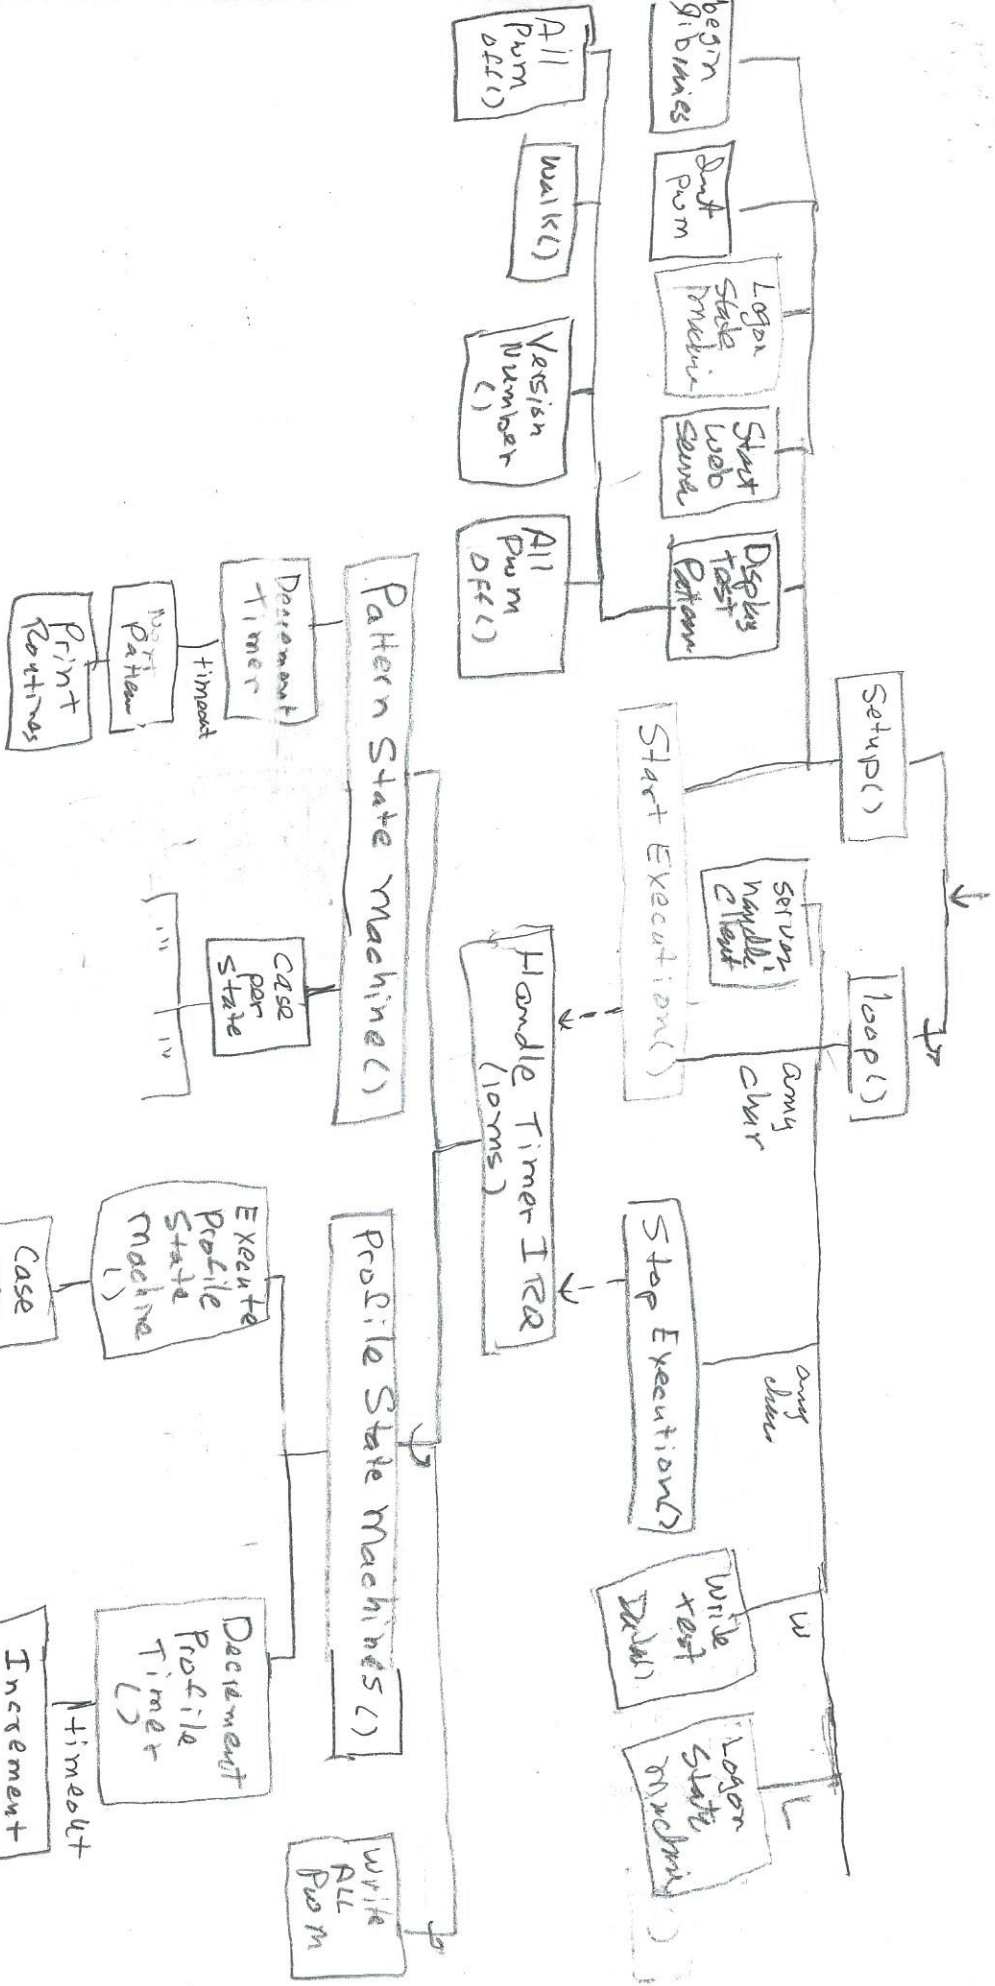 Setup()
loop()
begin
Init
Pwm
Logon
State
Machine
Start
Web
Server
Display
Test
Pattern
server
handle
Client
any
char
any
char
w
L
All
Pwm
Off()
Walk()
Version
Number
()
All
Pwm
Off()
Start Execution()
Stop Execution()
Write
test
Logon
State
Machine()
Handle Timer IRQ
(10ms)
Pattern State Machine()
Profile State Machines()
Write
ALL
Pwm
Decrement
Timer
timeout
Pattern
Print
Routines
Case
per
State
Execute
Profile
State
Machine
()
Case
Decrement
Profile
Timer
()
timeout
Increment